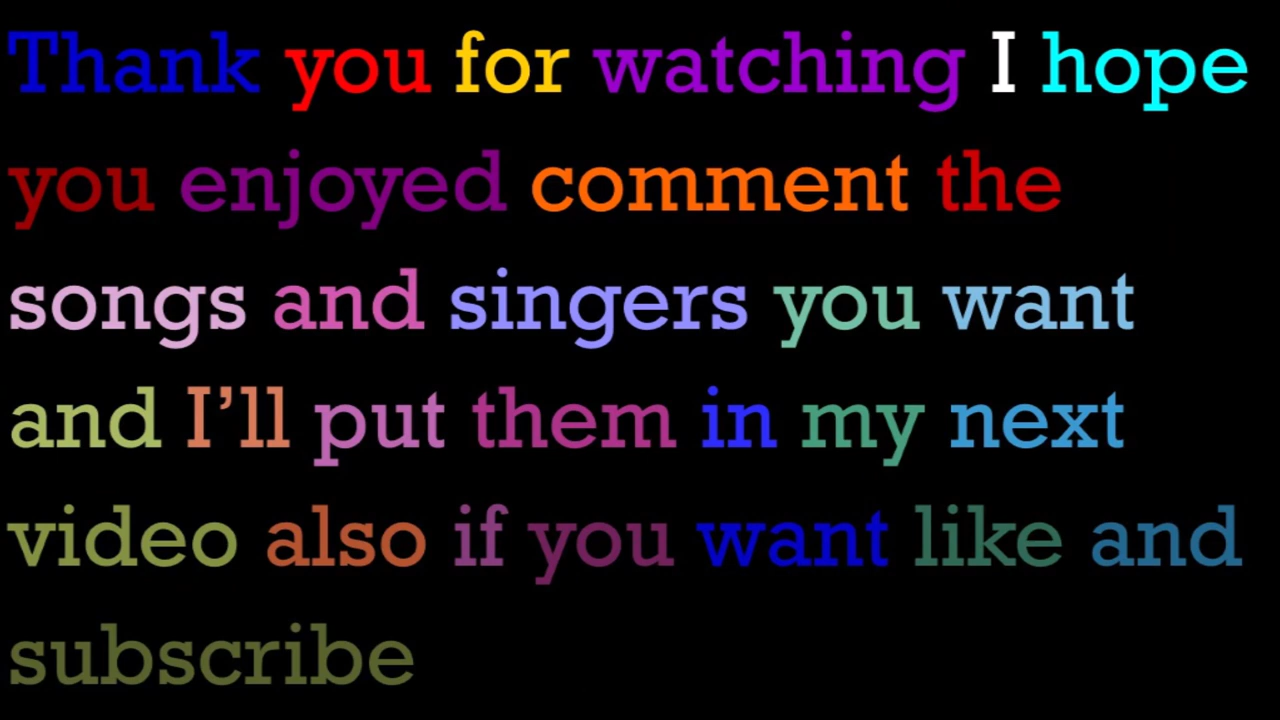 Thank you for watching I hope
you enjoyed comment the
songs and singers you want
and I’ll put them in my next
video also if you want like and
subscribe